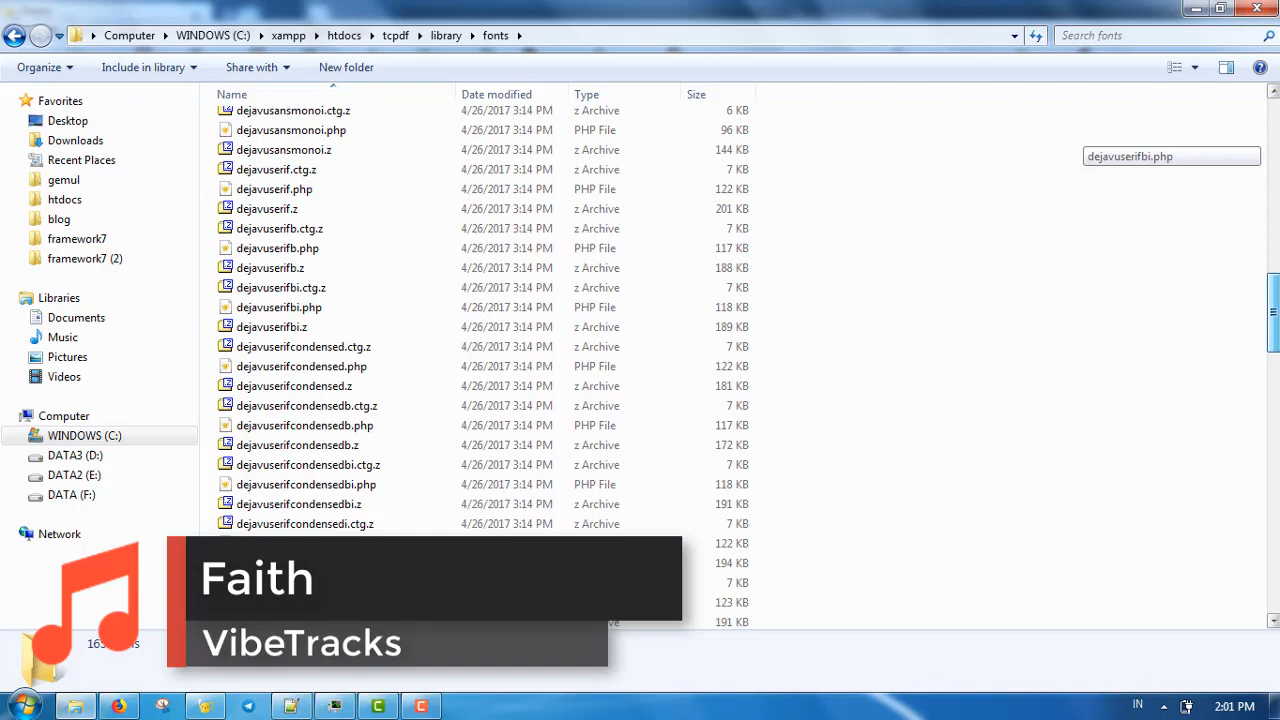 Computer WINDOWS (C:) xampp htdocs tcpdf library fonts
Search fonts
Organize Include in library Share with New folder
Name Date modified Type Size
Favorites
Desktop
Downloads
Recent Places
gemul
htdocs
blog
framework7
framework7 (2)
Libraries
Documents
Music
Pictures
Videos
Computer
WINDOWS (C:)
DATA3 (D:)
DATA2 (E:)
DATA (F:)
Network
dejavusansmonoi.ctg.z 4/26/2017 3:14 PM z Archive 6 KB
dejavusansmonoi.php 4/26/2017 3:14 PM PHP File 96 KB
dejavusansmonoi.z 4/26/2017 3:14 PM z Archive 144 KB
dejavuserif.ctg.z 4/26/2017 3:14 PM z Archive 7 KB
dejavuserif.php 4/26/2017 3:14 PM PHP File 122 KB
dejavuserif.z 4/26/2017 3:14 PM z Archive 201 KB
dejavuserifb.ctg.z 4/26/2017 3:14 PM z Archive 7 KB
dejavuserifb.php 4/26/2017 3:14 PM PHP File 117 KB
dejavuserifb.z 4/26/2017 3:14 PM z Archive 188 KB
dejavuserifbi.ctg.z 4/26/2017 3:14 PM z Archive 7 KB
dejavuserifbi.php 4/26/2017 3:14 PM PHP File 118 KB
dejavuserifbi.z 4/26/2017 3:14 PM z Archive 189 KB
dejavuserifcondensed.ctg.z 4/26/2017 3:14 PM z Archive 7 KB
dejavuserifcondensed.php 4/26/2017 3:14 PM PHP File 122 KB
dejavuserifcondensed.z 4/26/2017 3:14 PM z Archive 181 KB
dejavuserifcondensedb.ctg.z 4/26/2017 3:14 PM z Archive 7 KB
dejavuserifcondensedb.php 4/26/2017 3:14 PM PHP File 117 KB
dejavuserifcondensedb.z 4/26/2017 3:14 PM z Archive 172 KB
dejavuserifcondensedbi.ctg.z 4/26/2017 3:14 PM z Archive 7 KB
dejavuserifcondensedbi.php 4/26/2017 3:14 PM PHP File 118 KB
dejavuserifcondensedbi.z 4/26/2017 3:14 PM z Archive 191 KB
dejavuserifcondensedi.ctg.z 4/26/2017 3:14 PM z Archive 7 KB
122 KB
194 KB
7 KB
123 KB
191 KB
dejavuserifbi.php
Faith
VibeTracks
IN 2:01 PM